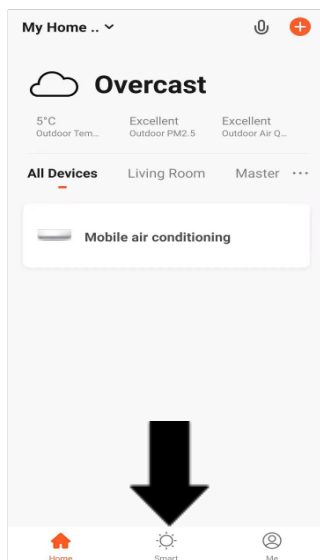 My Home ..
Overcast
5°C Excellent Excellent
Outdoor Tem... Outdoor PM2.5 Outdoor Air Q...
All Devices Living Room Master ...
Mobile air conditioning
Home Smart Me